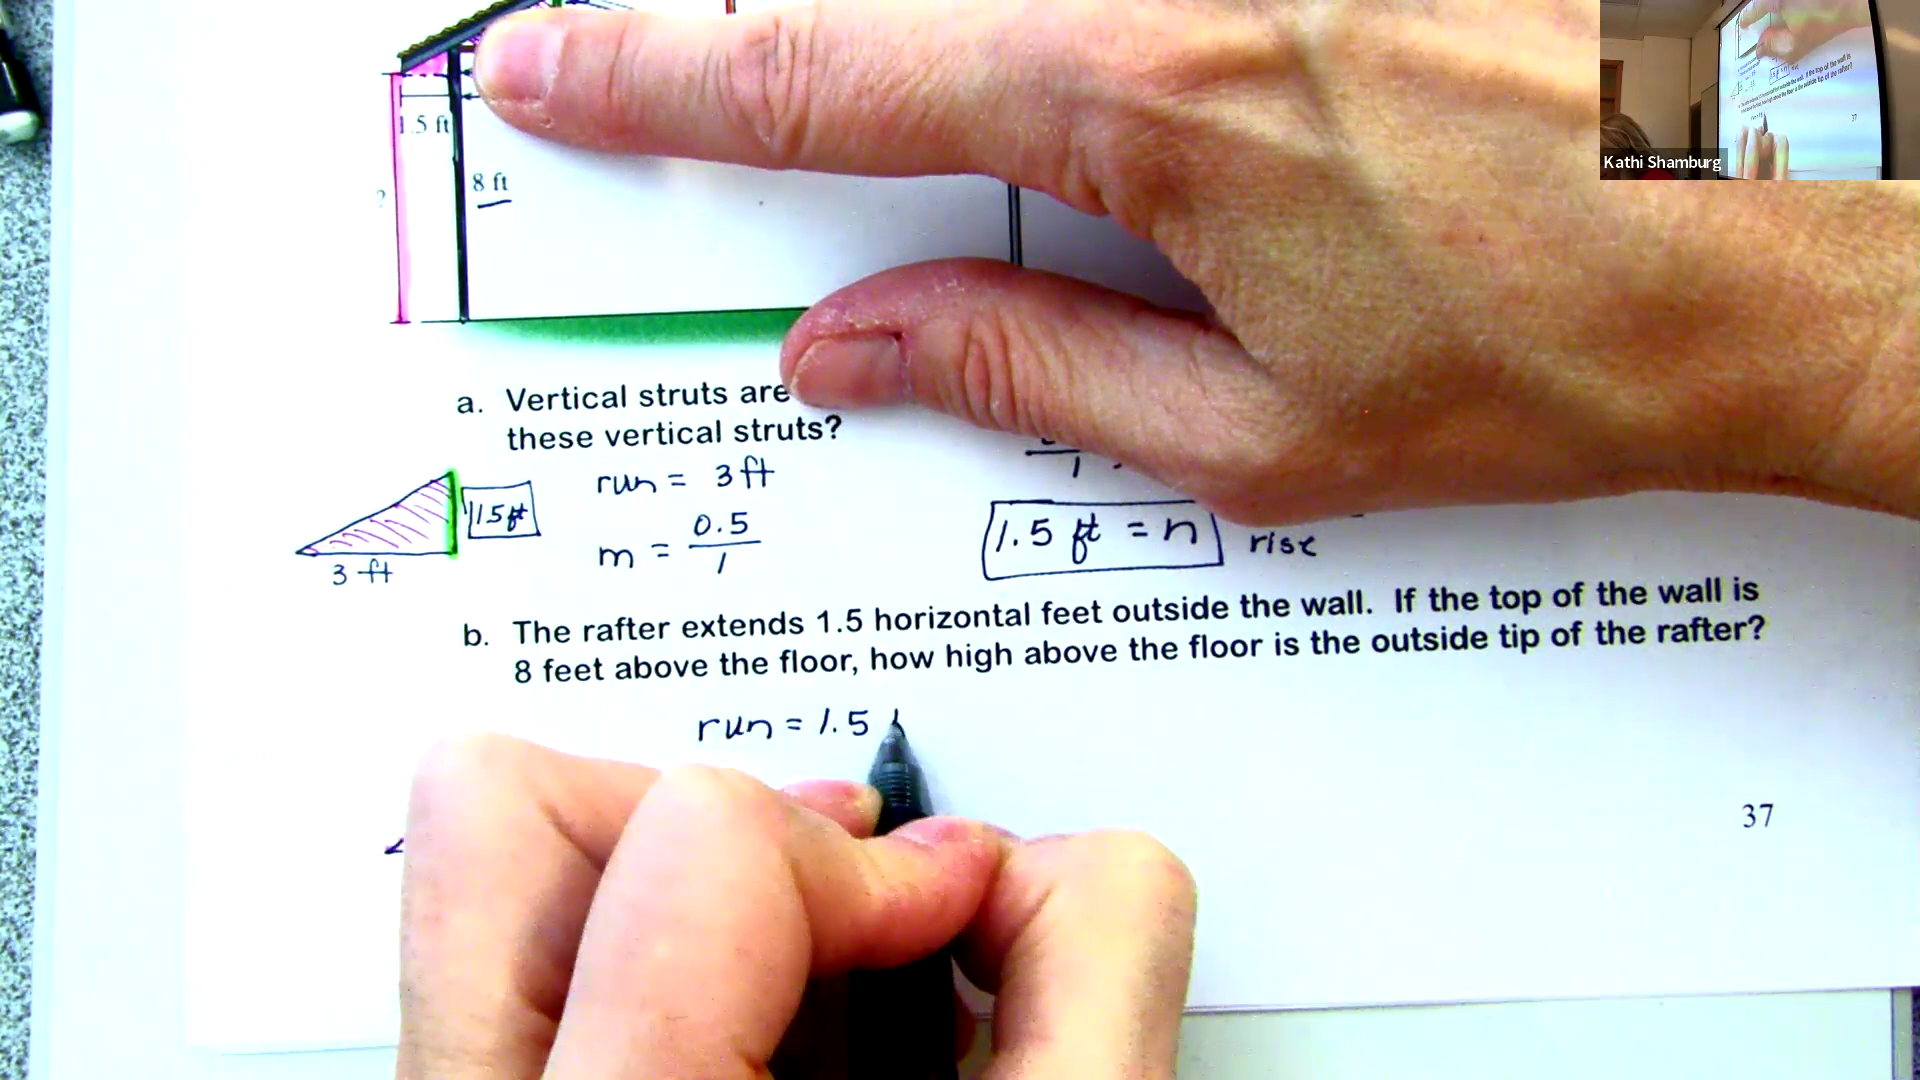 1.5 ft
?
8 ft
a. Vertical struts are
these vertical struts?
run = 3 ft
1.5 ft
m = 0.5
1
3 ft
1
1.5 ft = n
rise
b. The rafter extends 1.5 horizontal feet outside the wall. If the top of the wall is
8 feet above the floor, how high above the floor is the outside tip of the rafter?
run = 1.5
37
Kathi Shamburg